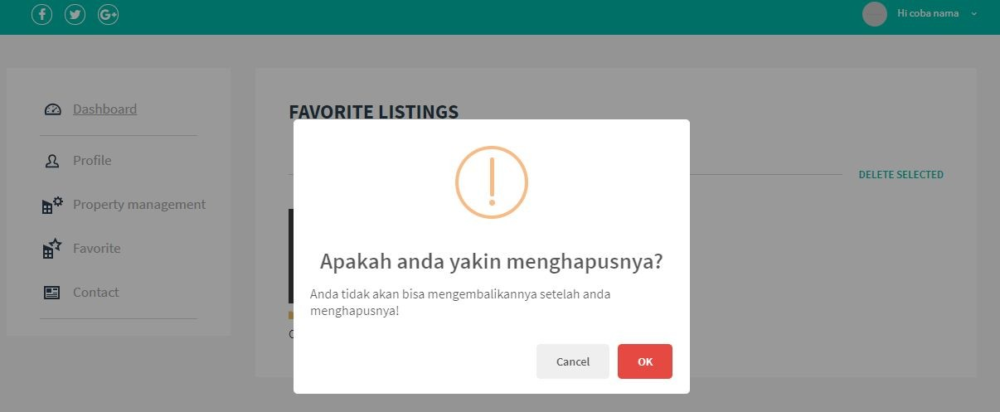 Hi coba nama
Dashboard
Profile
Property management
Favorite
Contact
FAVORITE LISTINGS
DELETE SELECTED
Apakah anda yakin menghapusnya?
Anda tidak akan bisa mengembalikannya setelah anda
menghapusnya!
Cancel
OK